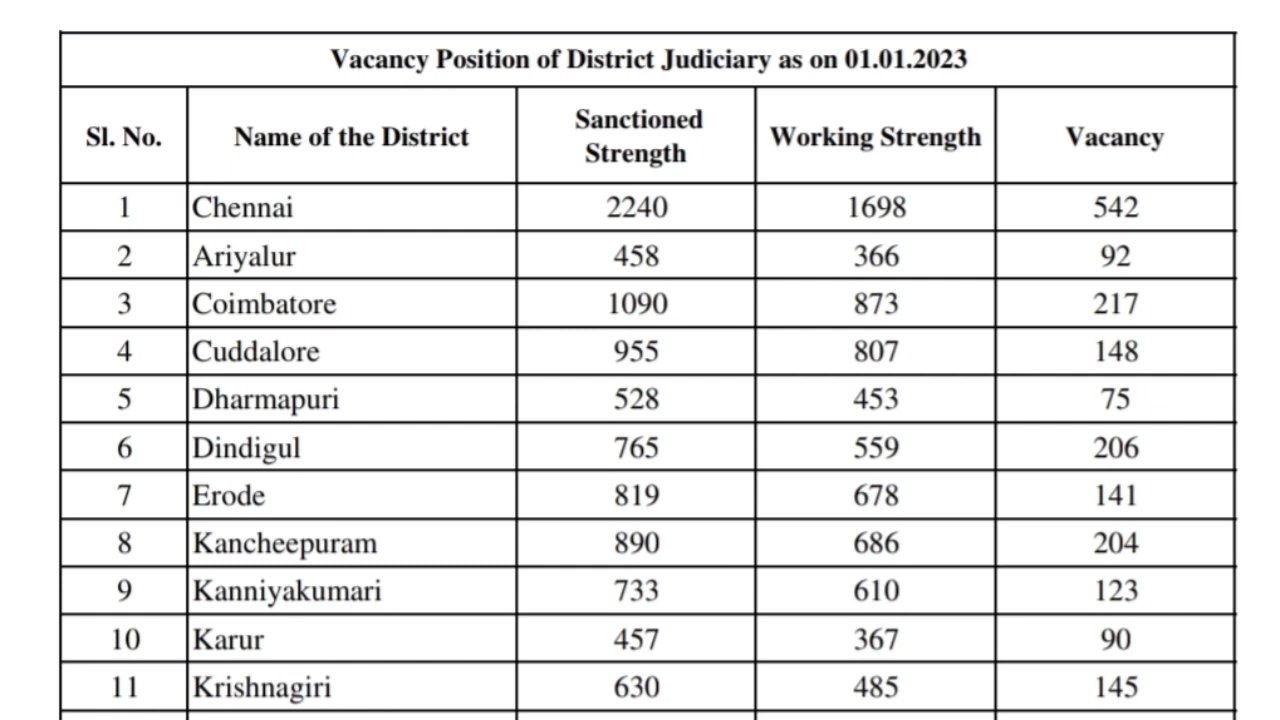 Vacancy Position of District Judiciary as on 01.01.2023
Sl. No. Name of the District Sanctioned Strength Working Strength Vacancy
1 Chennai 2240 1698 542
2 Ariyalur 458 366 92
3 Coimbatore 1090 873 217
4 Cuddalore 955 807 148
5 Dharmapuri 528 453 75
6 Dindigul 765 559 206
7 Erode 819 678 141
8 Kancheepuram 890 686 204
9 Kanniyakumari 733 610 123
10 Karur 457 367 90
11 Krishnagiri 630 485 145